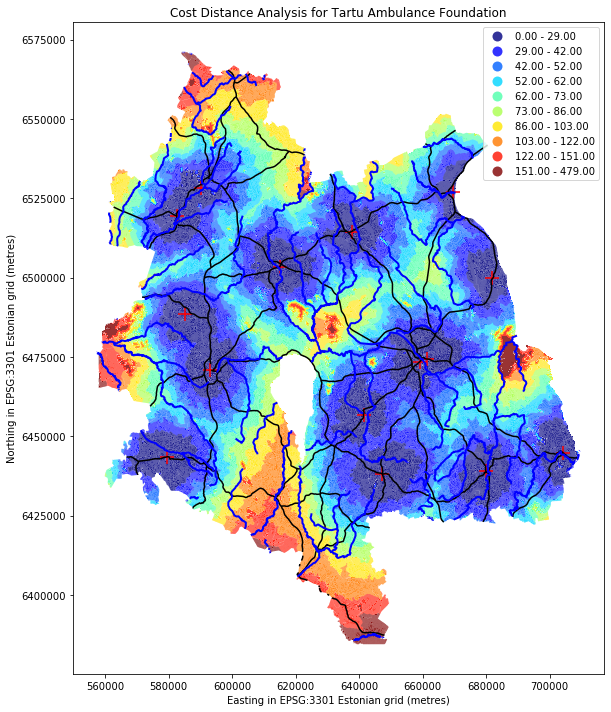 Cost Distance Analysis for Tartu Ambulance Foundation
0.00 - 29.00
29.00 - 42.00
42.00 - 52.00
52.00 - 62.00
62.00 - 73.00
73.00 - 86.00
86.00 - 103.00
103.00 - 122.00
122.00 - 151.00
151.00 - 479.00
6575000
6550000
6525000
6500000
6475000
6450000
6425000
6400000
Northing in EPSG:3301 Estonian grid (metres)
560000 580000 600000 620000 640000 660000 680000 700000
Easting in EPSG:3301 Estonian grid (metres)